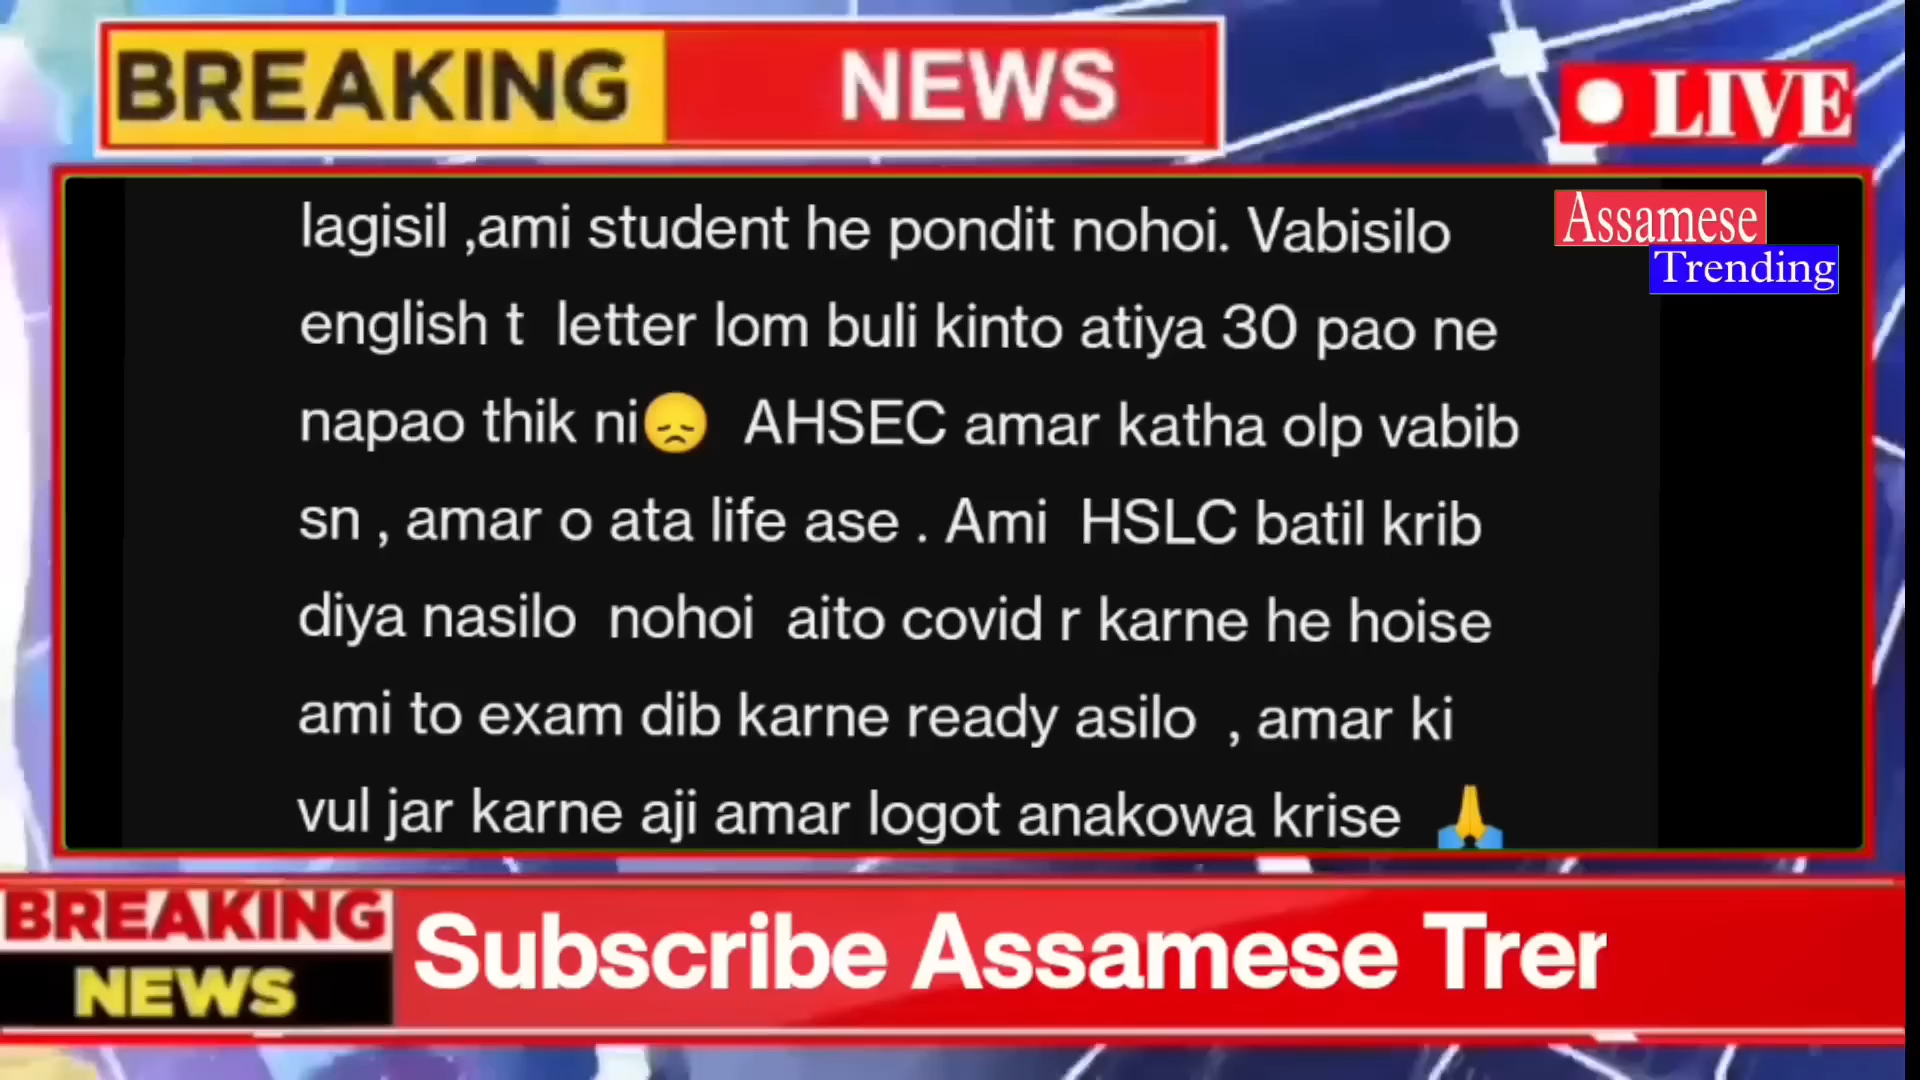 BREAKING NEWS
LIVE
Assamese
Trending
lagisil ,ami student he pondit nohoi. Vabisilo
english t letter lom buli kinto atiya 30 pao ne
napao thik ni😞 AHSEC amar katha olp vabib
sn , amar o ata life ase . Ami HSLC batil krib
diya nasilo nohoi aito covid r karne he hoise
ami to exam dib karne ready asilo , amar ki
vul jar karne aji amar logot anakowa krise 🙏
BREAKING
NEWS
Subscribe Assamese Trer